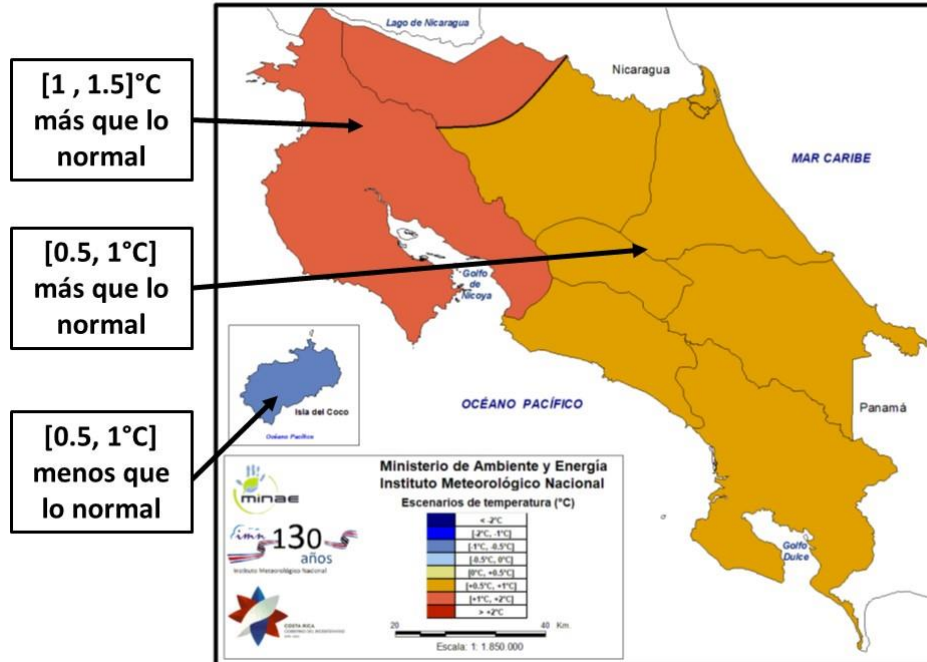 [1 , 1.5]°C
más que lo
normal
[0.5, 1°C]
más que lo
normal
[0.5, 1°C]
menos que
lo normal
Lago de Nicaragua
Nicaragua
MAR CARIBE
Golfo
de
Nicoya
Isla del Coco
Océano Pacífico
OCÉANO PACÍFICO
Panamá
Golfo
Dulce
minae
imn 130
años
Instituto Meteorológico Nacional
COSTA RICA
GOBIERNO DEL BICENTENARIO
Ministerio de Ambiente y Energía
Instituto Meteorológico Nacional
Escenarios de temperatura (°C)
< -2°C
[-2°C, -1°C]
[-1°C, -0.5°C]
[-0.5°C, 0°C]
[0°C, +0.5°C]
[+0.5°C, +1°C]
[+1°C, +2°C]
> +2°C
20 40 Km.
Escala: 1: 1.850.000